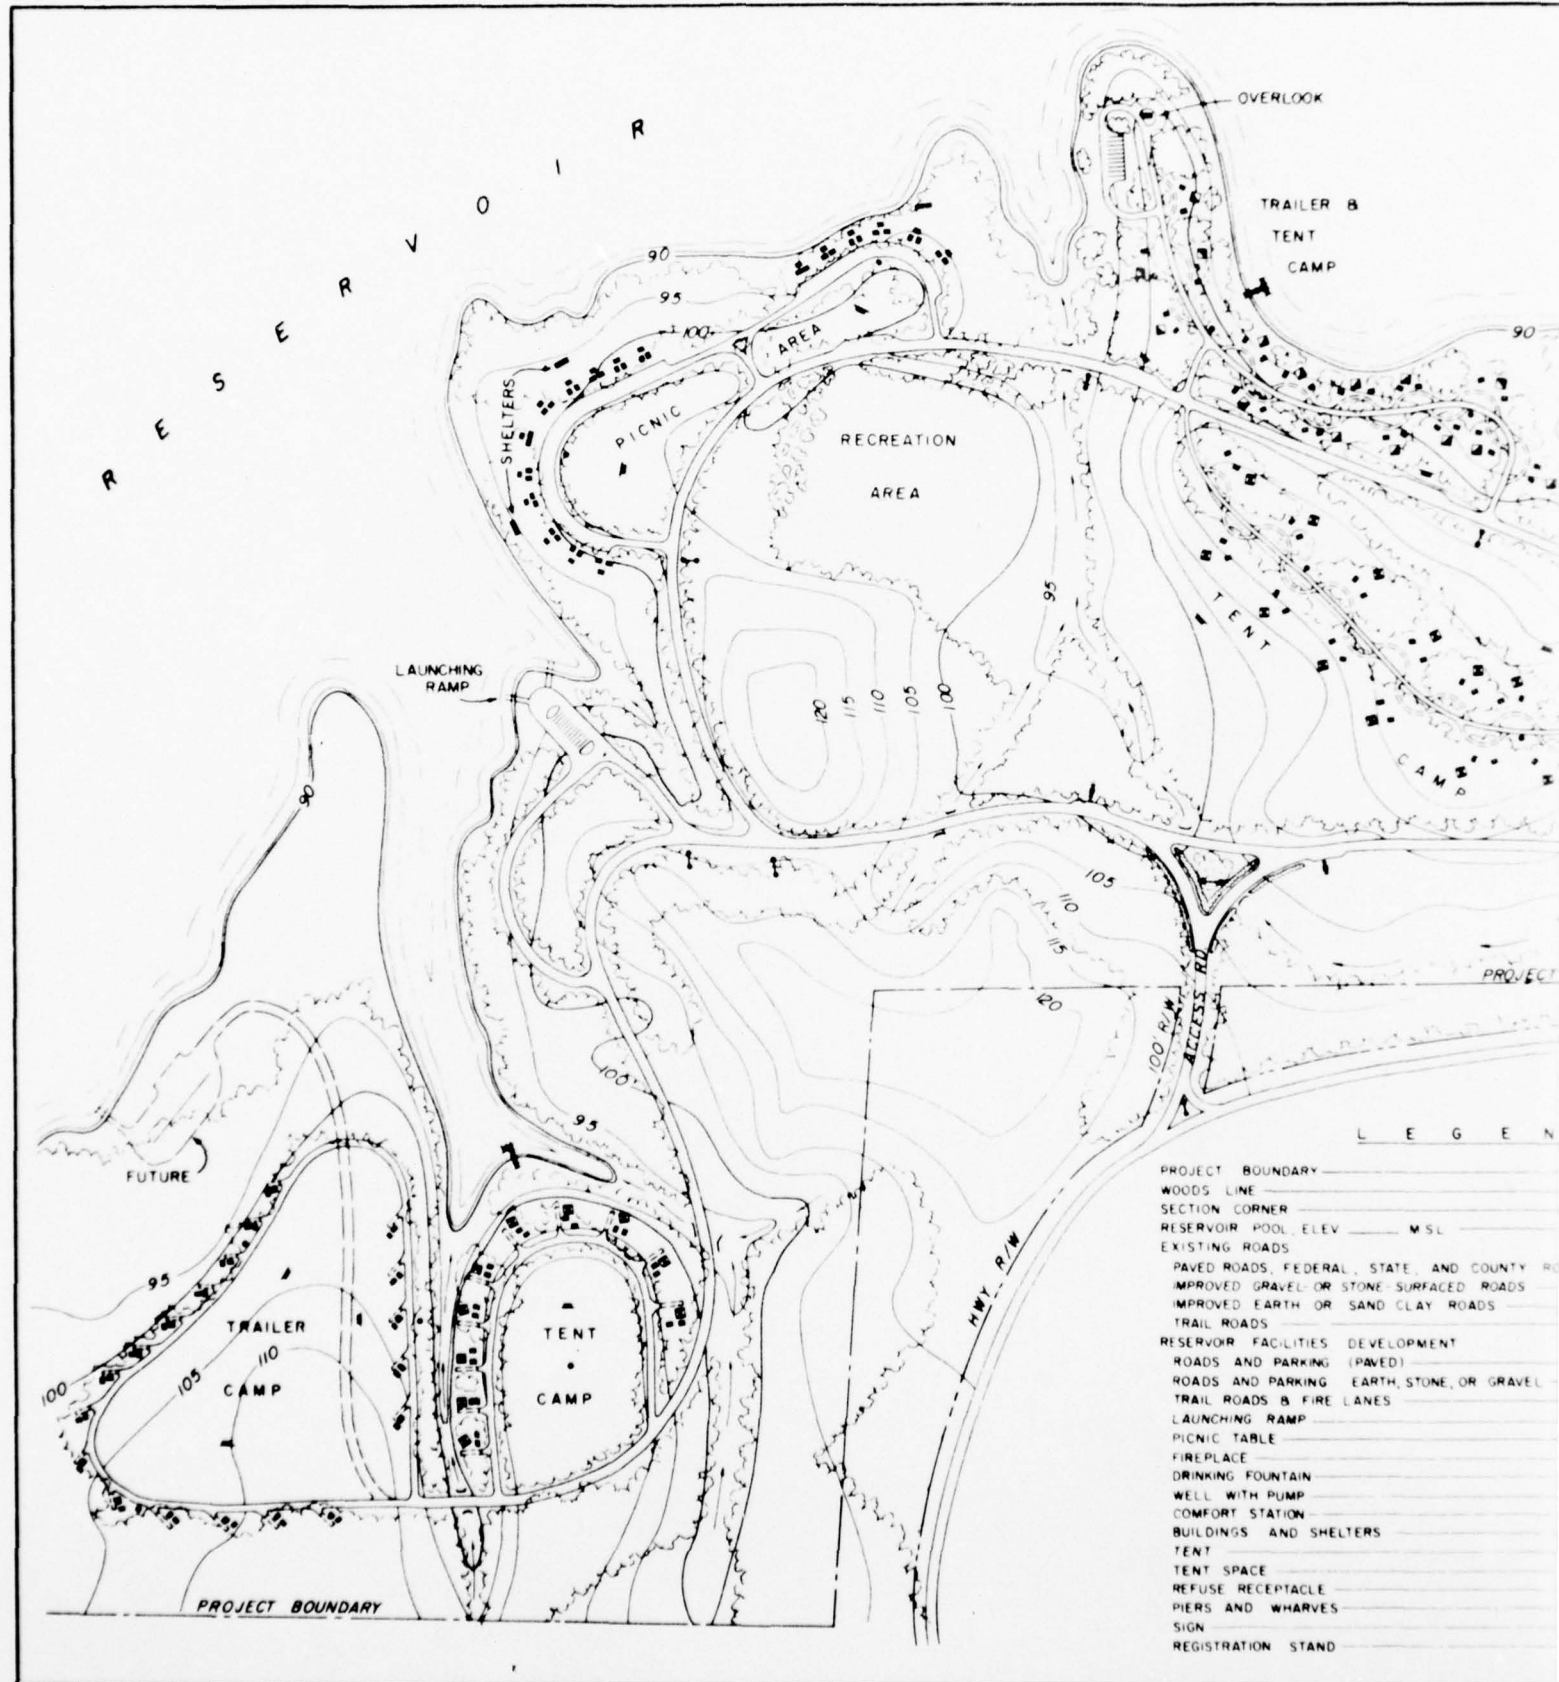 OVERLOOK
RESERVOIR
TRAILER &
TENT
CAMP
90
95
100
90
AREA
SHELTERS
PICNIC
RECREATION
AREA
TENT
95
LAUNCHING
RAMP
120
115
110
105
100
CAMP
90
105
110
115
PROJECT
120
100' R/W
ACCESS RD
100
95
FUTURE
HWY R/W
95
TRAILER
CAMP
TENT
CAMP
110
105
100
PROJECT BOUNDARY
LEGEN
PROJECT BOUNDARY
WOODS LINE
SECTION CORNER
RESERVOIR POOL, ELEV ____ MSL
EXISTING ROADS
PAVED ROADS, FEDERAL, STATE, AND COUNTY RO
IMPROVED GRAVEL OR STONE SURFACED ROADS
IMPROVED EARTH OR SAND CLAY ROADS
TRAIL ROADS
RESERVOIR FACILITIES DEVELOPMENT
ROADS AND PARKING (PAVED)
ROADS AND PARKING EARTH, STONE, OR GRAVEL
TRAIL ROADS & FIRE LANES
LAUNCHING RAMP
PICNIC TABLE
FIREPLACE
DRINKING FOUNTAIN
WELL WITH PUMP
COMFORT STATION
BUILDINGS AND SHELTERS
TENT
TENT SPACE
REFUSE RECEPTACLE
PIERS AND WHARVES
SIGN
REGISTRATION STAND